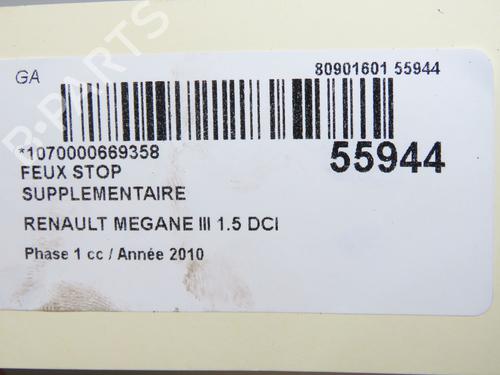 GA
80901601 55944
*1070000669358
55944
FEUX STOP
SUPPLEMENTAIRE
RENAULT MEGANE III 1.5 DCI
Phase 1 cc / Année 2010
B-PARTS